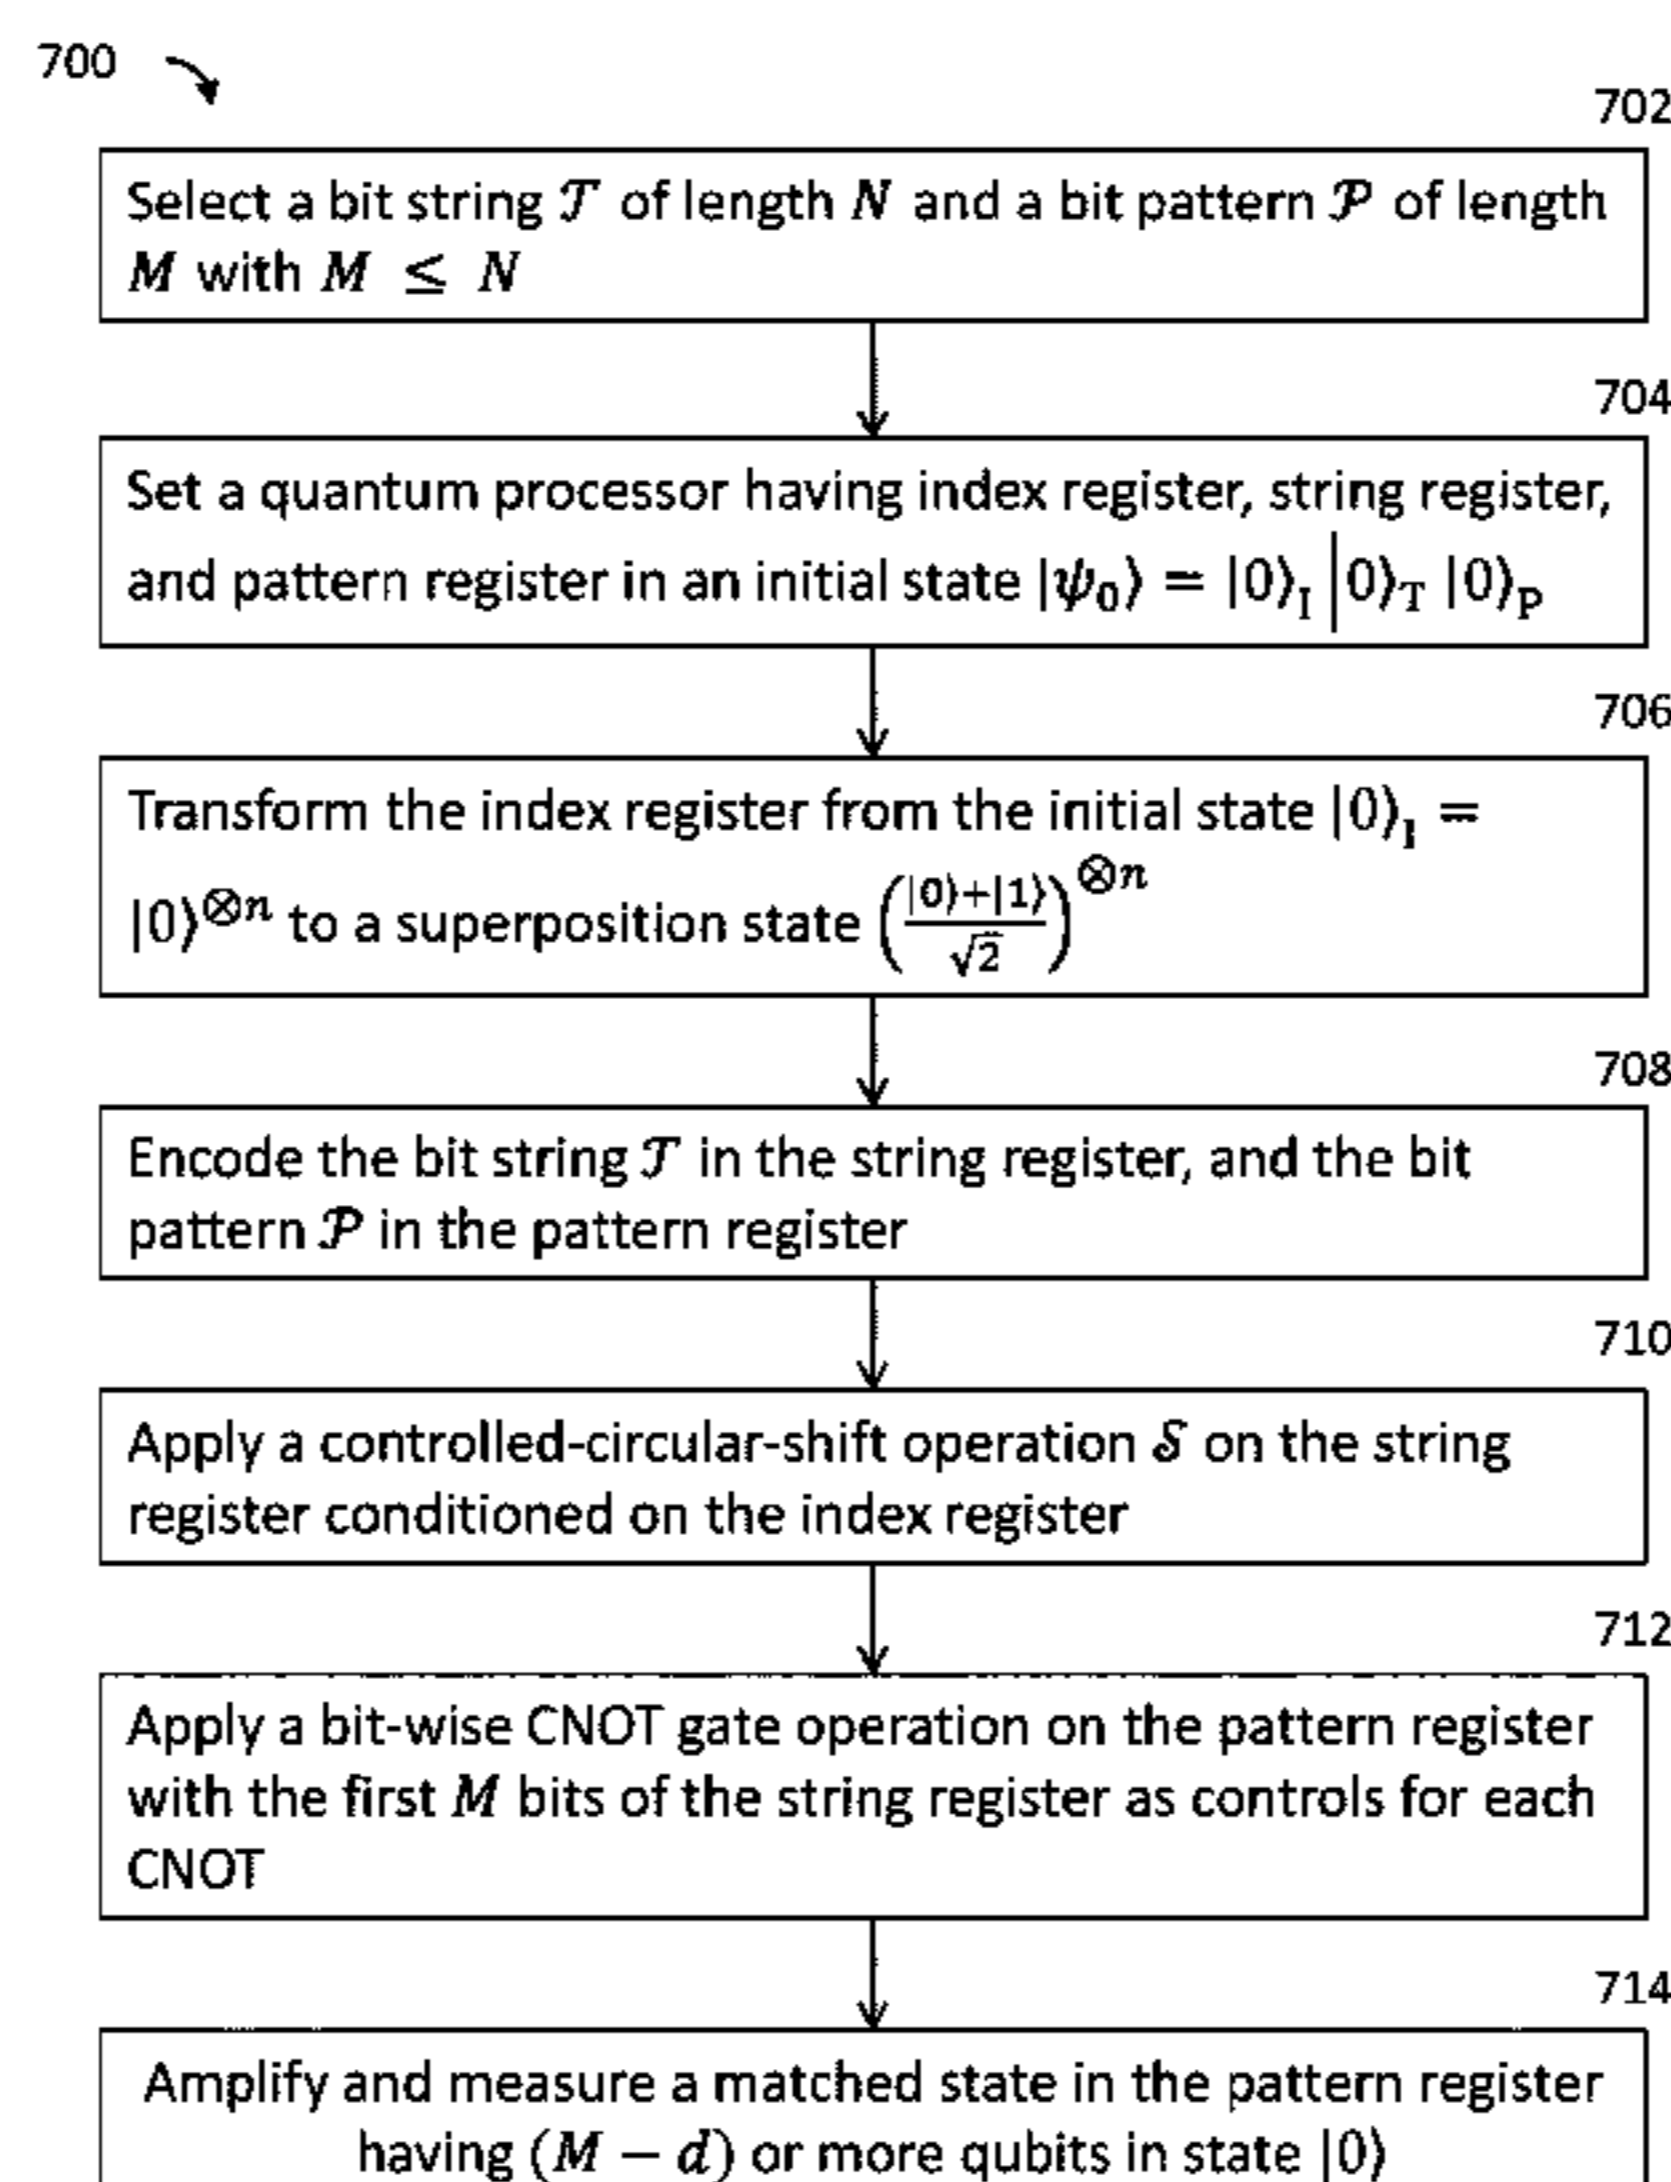 700
702
Select a bit string 𝒯 of length N and a bit pattern 𝒫 of length
M with M ≤ N
704
Set a quantum processor having index register, string register,
and pattern register in an initial state |ψ₀⟩ = |0⟩_I |0⟩_T |0⟩_P
706
Transform the index register from the initial state |0⟩_I =
|0⟩^⊗n to a superposition state ((|0⟩+|1⟩)/√2)^⊗n
708
Encode the bit string 𝒯 in the string register, and the bit
pattern 𝒫 in the pattern register
710
Apply a controlled-circular-shift operation 𝒮 on the string
register conditioned on the index register
712
Apply a bit-wise CNOT gate operation on the pattern register
with the first M bits of the string register as controls for each
CNOT
714
Amplify and measure a matched state in the pattern register
having (M − d) or more qubits in state |0⟩